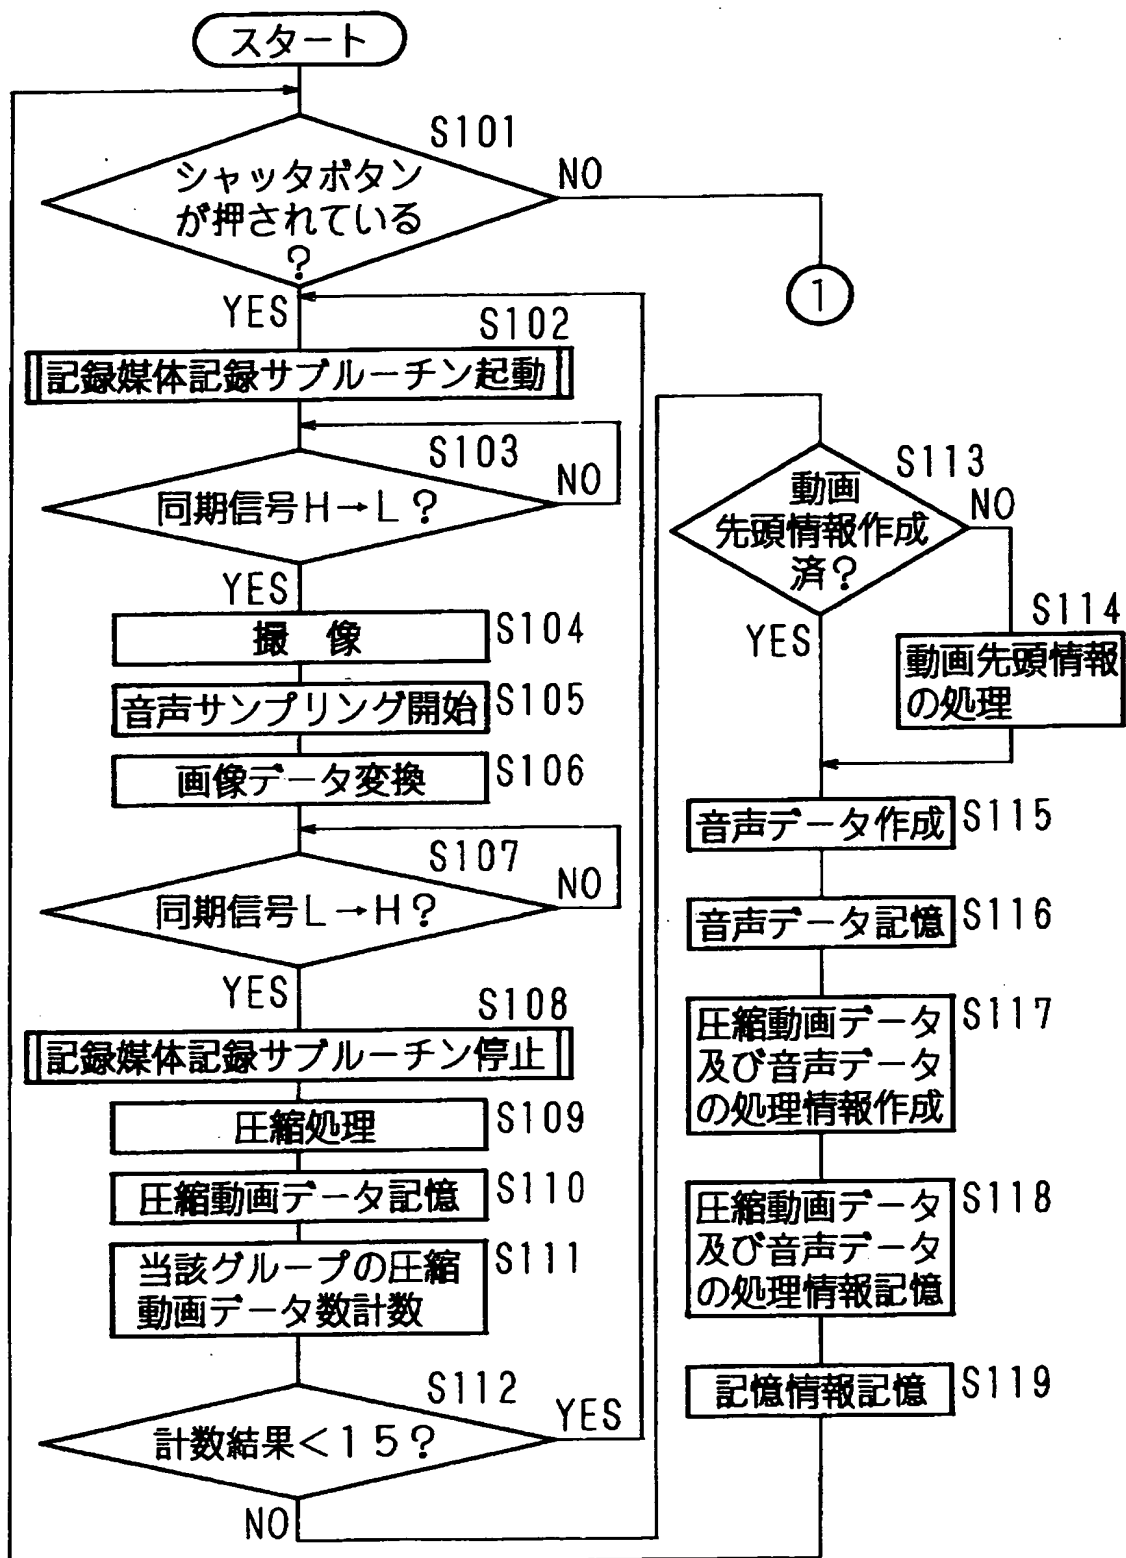 スタート
S101
シャッタボタン
が押されている
?
NO
1
YES
S102
記録媒体記録サブルーチン起動
S103
同期信号H→L?
NO
YES
撮 像
S104
音声サンプリング開始
S105
画像データ変換
S106
S107
同期信号L→H?
NO
YES
S108
記録媒体記録サブルーチン停止
圧縮処理
S109
圧縮動画データ記憶
S110
当該グループの圧縮
動画データ数計数
S111
S112
計数結果<15?
YES
NO
S113
動画
先頭情報作成
済?
NO
YES
S114
動画先頭情報
の処理
音声データ作成
S115
音声データ記憶
S116
圧縮動画データ
及び音声データ
の処理情報作成
S117
圧縮動画データ
及び音声データ
の処理情報記憶
S118
記憶情報記憶
S119